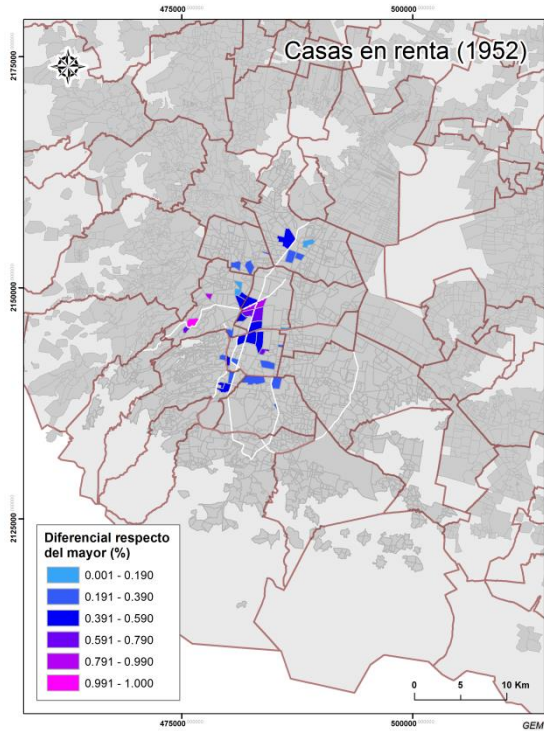 475000
500000
2175000
Casas en renta (1952)
2150000
2125000
Diferencial respecto
del mayor (%)
0.001 - 0.190
0.191 - 0.390
0.391 - 0.590
0.591 - 0.790
0.791 - 0.990
0.991 - 1.000
0 5 10 Km
475000
500000
GEM